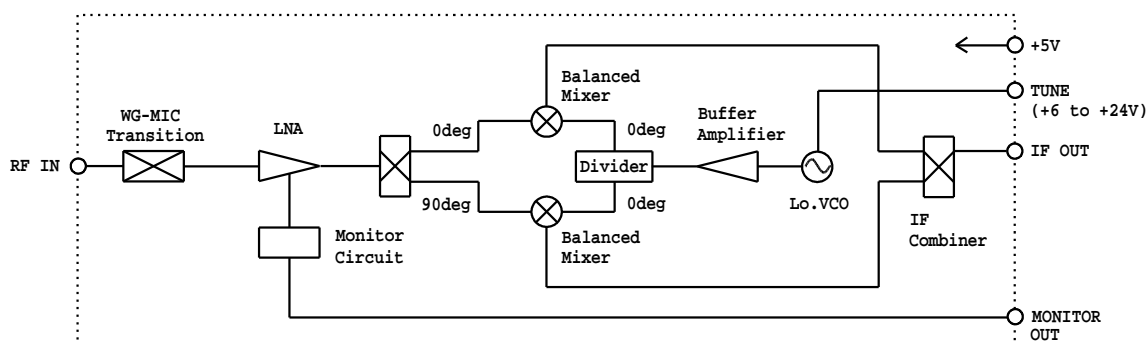 +5V
TUNE
(+6 to +24V)
Balanced
Mixer
WG-MIC
Transition
LNA
Buffer
Amplifier
0deg
0deg
RF IN
Divider
IF OUT
90deg
0deg
Lo.VCO
IF
Combiner
Monitor
Circuit
Balanced
Mixer
MONITOR
OUT